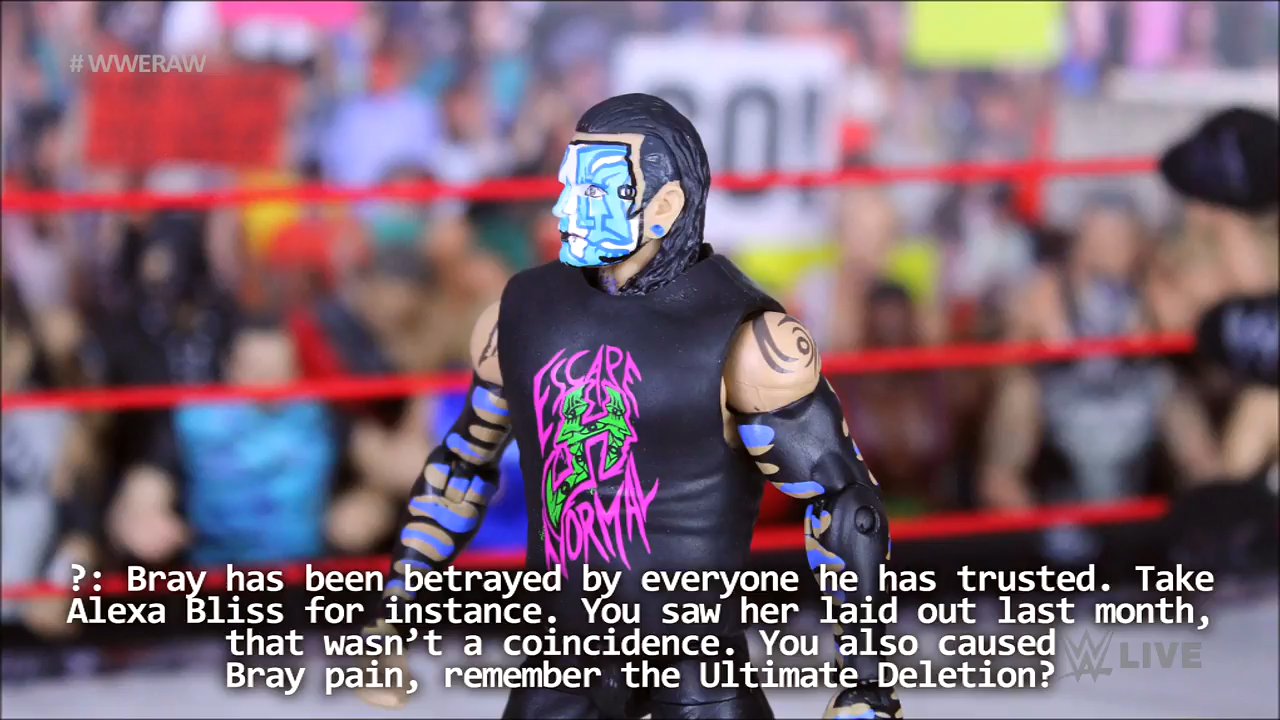 #WWERAW
GO!
ESCAPE
NORMAL
?: Bray has been betrayed by everyone he has trusted. Take
Alexa Bliss for instance. You saw her laid out last month,
that wasn’t a coincidence. You also caused
Bray pain, remember the Ultimate Deletion?
LIVE